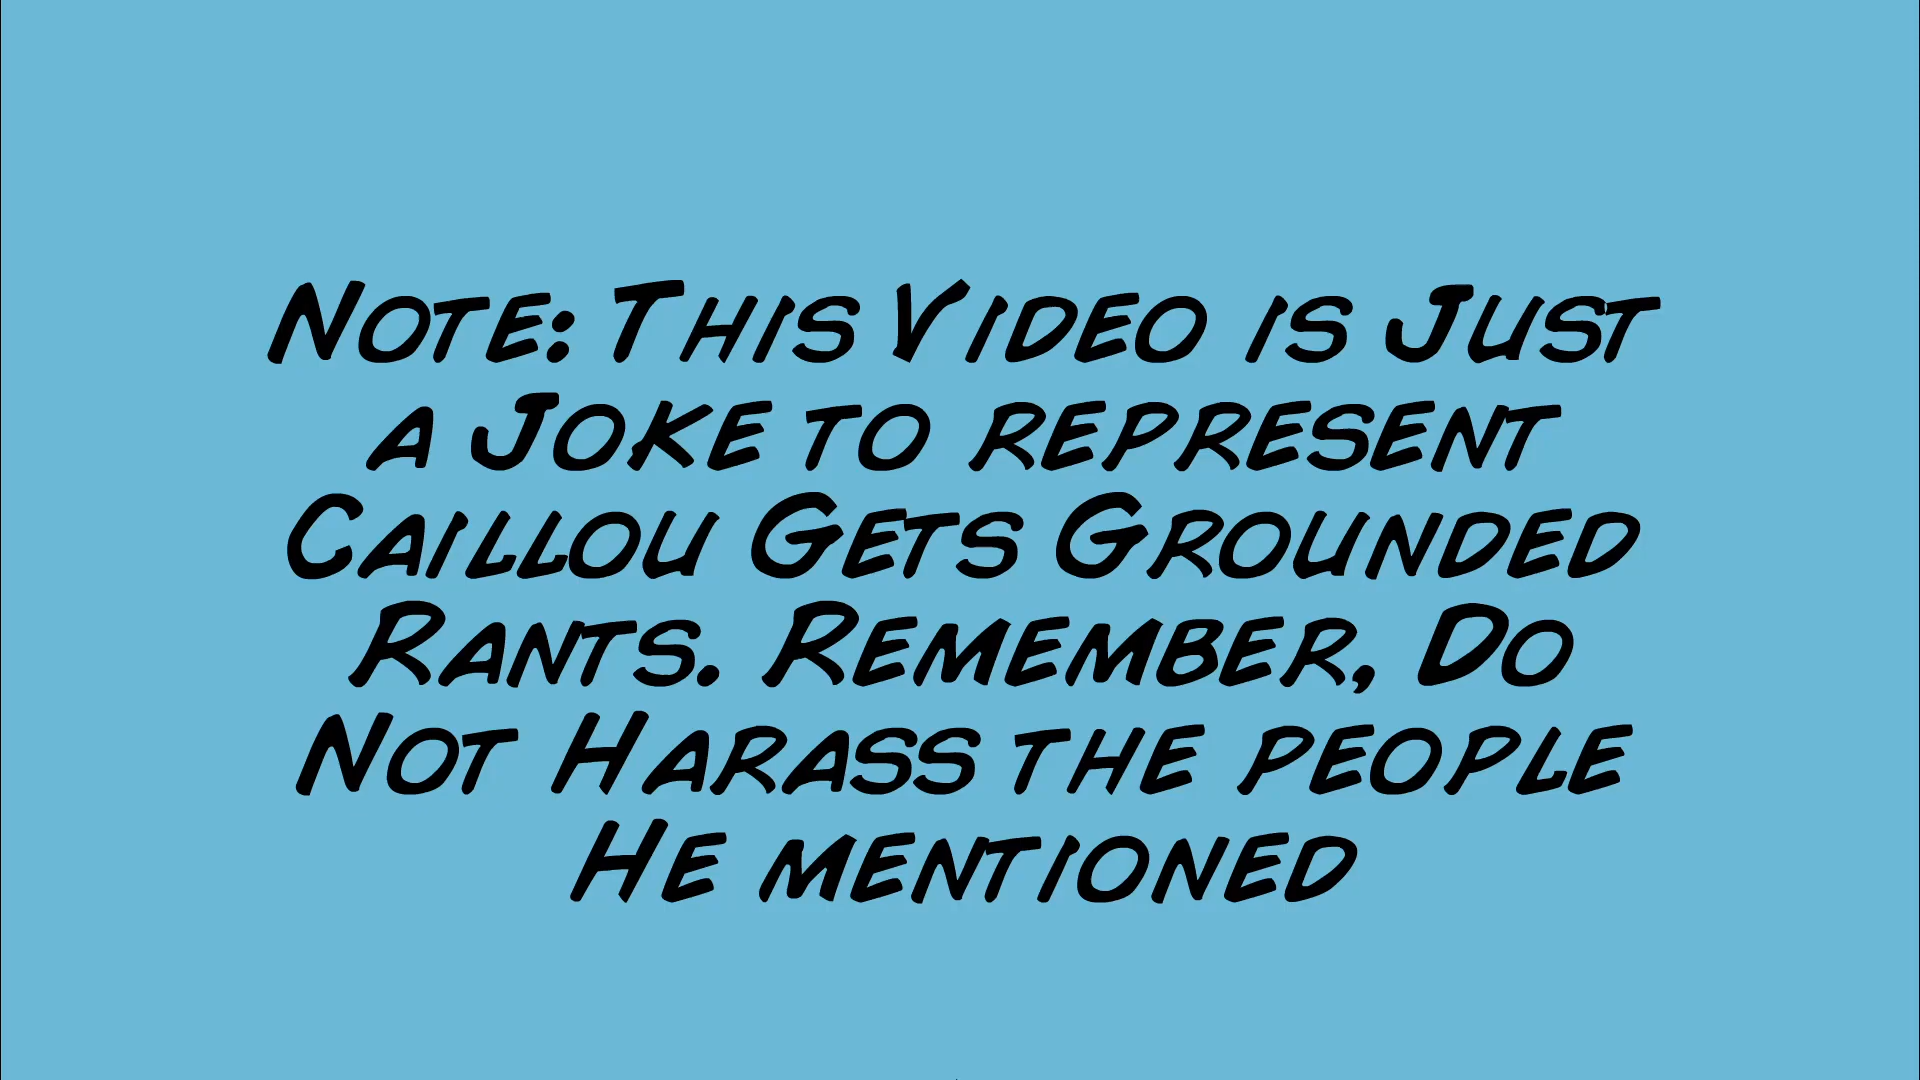 Note: This Video is Just
a Joke to represent
Caillou Gets Grounded
Rants. Remember, Do
Not Harass the people
He mentioned